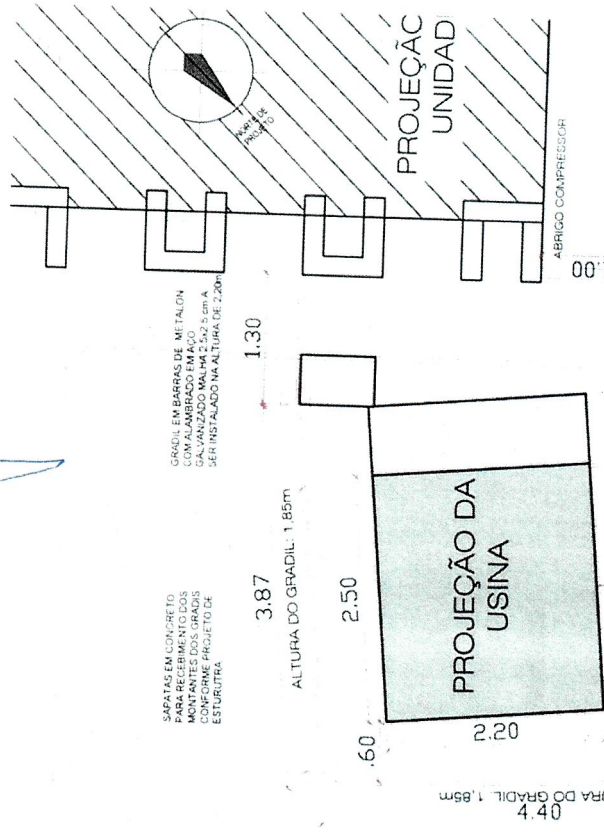 NORTE DE
PROJETO
PROJEÇÃO
UNIDAD
ABRIGO COMPRESSOR
.00
GRADIL EM BARRAS DE METALON
COM ALAMBRADO EM AÇO
GALVANIZADO MALHA 2.5x2.5 cm A
SER INSTALADO NA ALTURA DE 2,20m
1.30
SAPATAS EM CONCRETO
PARA RECEBIMENTO DOS
MONTANTES DOS GRADIS
CONFORME PROJETO DE
ESTURUTRA
3.87
ALTURA DO GRADIL: 1,85m
2.50
PROJEÇÃO DA
USINA
.60
2.20
URA DO GRADIL: 1,85m
4.40